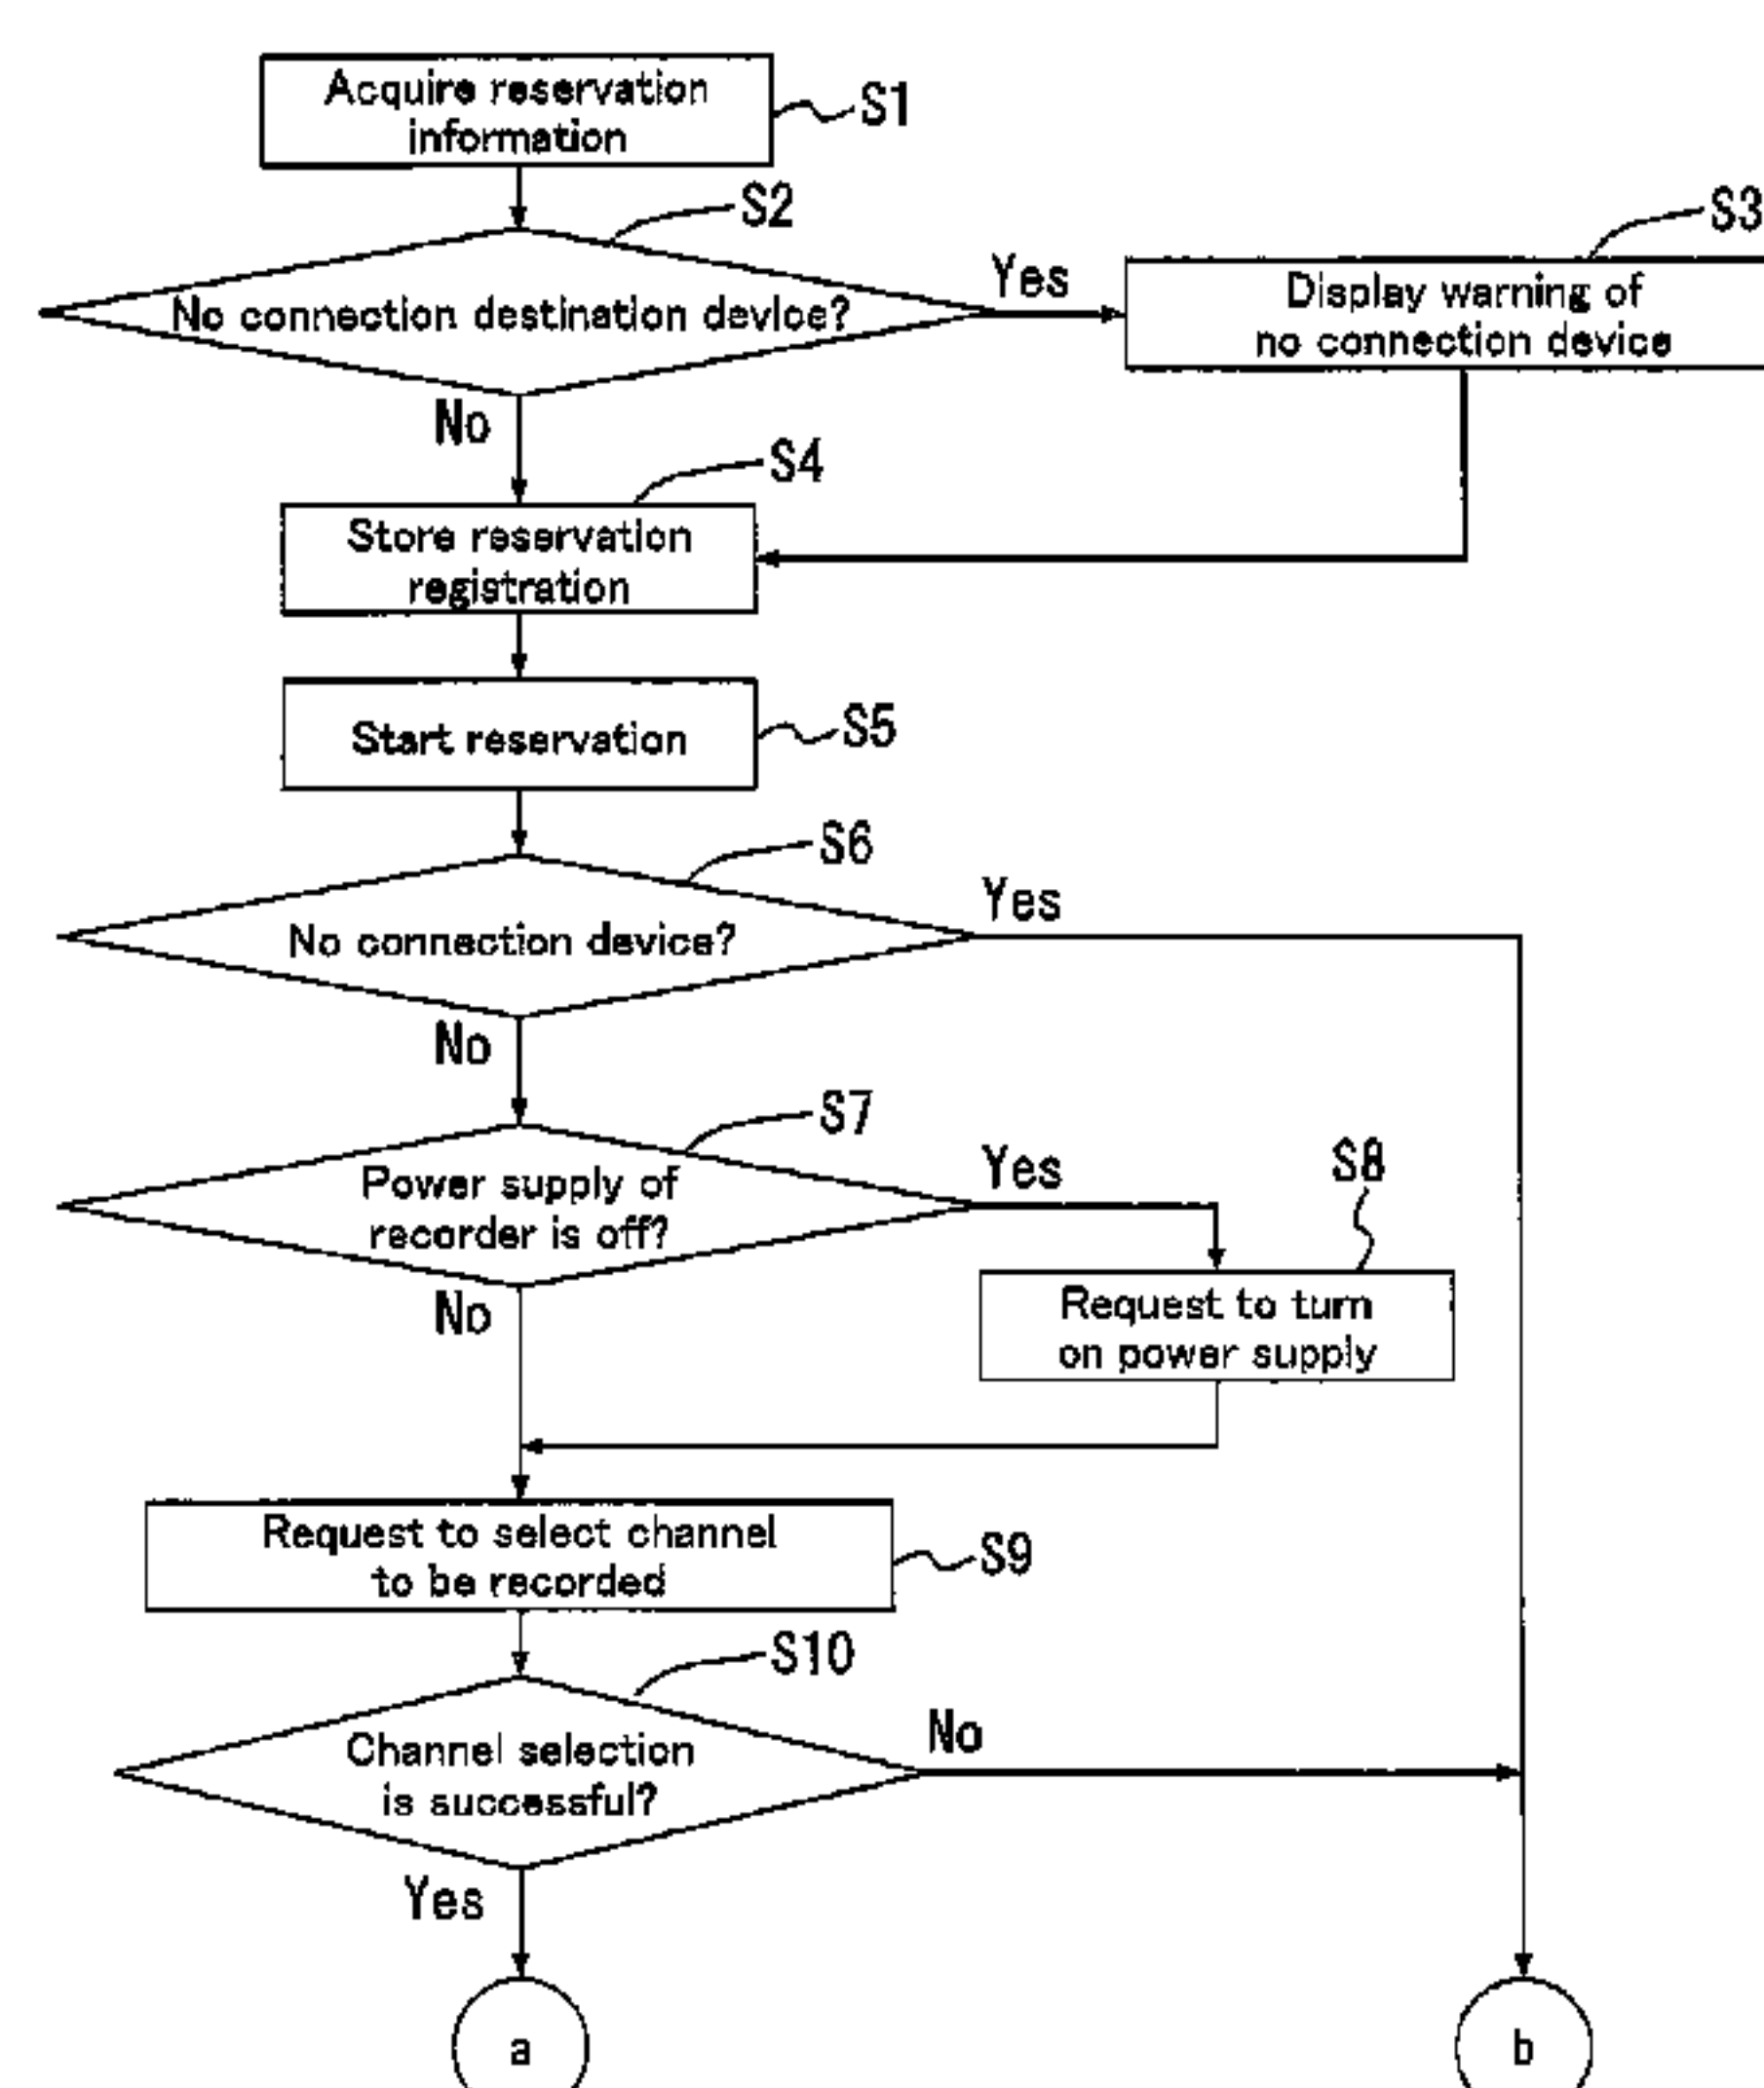 Acquire reservation
information
S1
S2
No connection destination device?
Yes
S3
Display warning of
no connection device
No
S4
Store reservation
registration
Start reservation
S5
S6
No connection device?
Yes
No
S7
Power supply of
recorder is off?
Yes
S8
Request to turn
on power supply
No
Request to select channel
to be recorded
S9
S10
Channel selection
is successful?
No
Yes
a
b